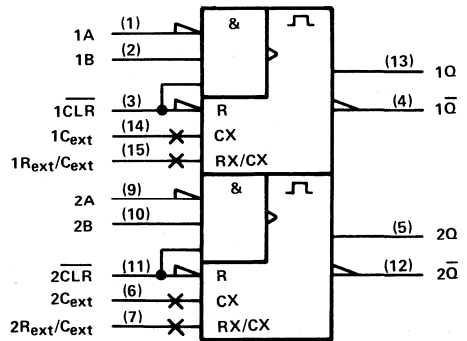 1A (1) & (13) 1Q
1B (2)
1CLR (3) R (4) 1Q̅
1Cext (14) CX
1Rext/Cext (15) RX/CX
2A (9) & (5) 2Q
2B (10)
2CLR (11) R (12) 2Q̅
2Cext (6) CX
2Rext/Cext (7) RX/CX